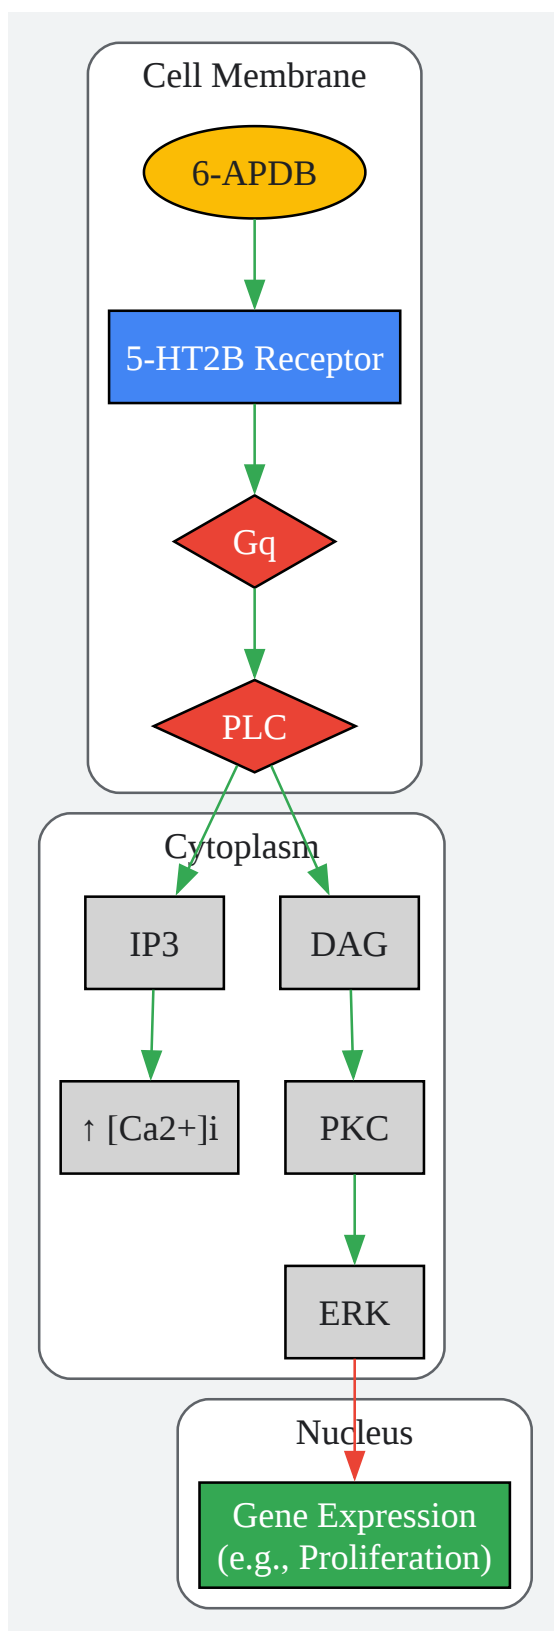 Cell Membrane
6-APDB
5-HT2B Receptor
Gq
PLC
Cytoplasm
IP3
DAG
↑ [Ca2+]i
PKC
ERK
Nucleus
Gene Expression
(e.g., Proliferation)